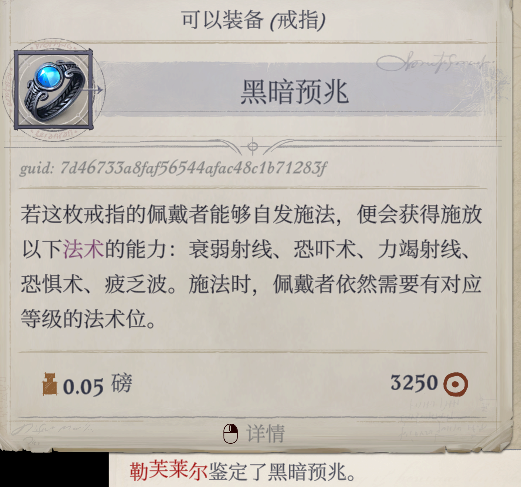 可以装备 (戒指)
黑暗预兆
guid: 7d46733a8faf56544afac48c1b71283f
若这枚戒指的佩戴者能够自发施法，便会获得施放
以下法术的能力：衰弱射线、恐吓术、力竭射线、
恐惧术、疲乏波。施法时，佩戴者依然需要有对应
等级的法术位。
0.05 磅 3250
详情
勒芙莱尔鉴定了黑暗预兆。